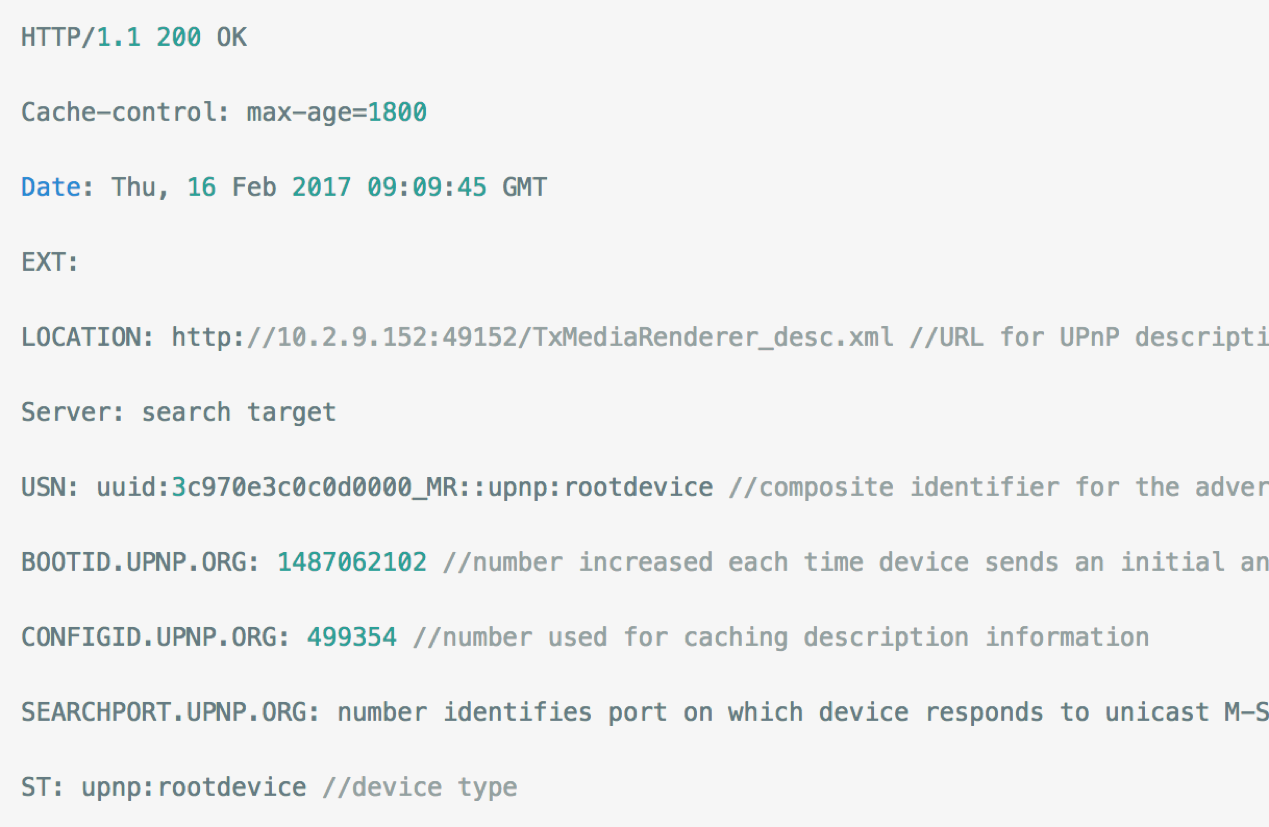 HTTP/1.1 200 OK
Cache-control: max-age=1800
Date: Thu, 16 Feb 2017 09:09:45 GMT
EXT:
LOCATION: http://10.2.9.152:49152/TxMediaRenderer_desc.xml //URL for UPnP descripti
Server: search target
USN: uuid:3c970e3c0c0d0000_MR::upnp:rootdevice //composite identifier for the adver
BOOTID.UPNP.ORG: 1487062102 //number increased each time device sends an initial an
CONFIGID.UPNP.ORG: 499354 //number used for caching description information
SEARCHPORT.UPNP.ORG: number identifies port on which device responds to unicast M-S
ST: upnp:rootdevice //device type